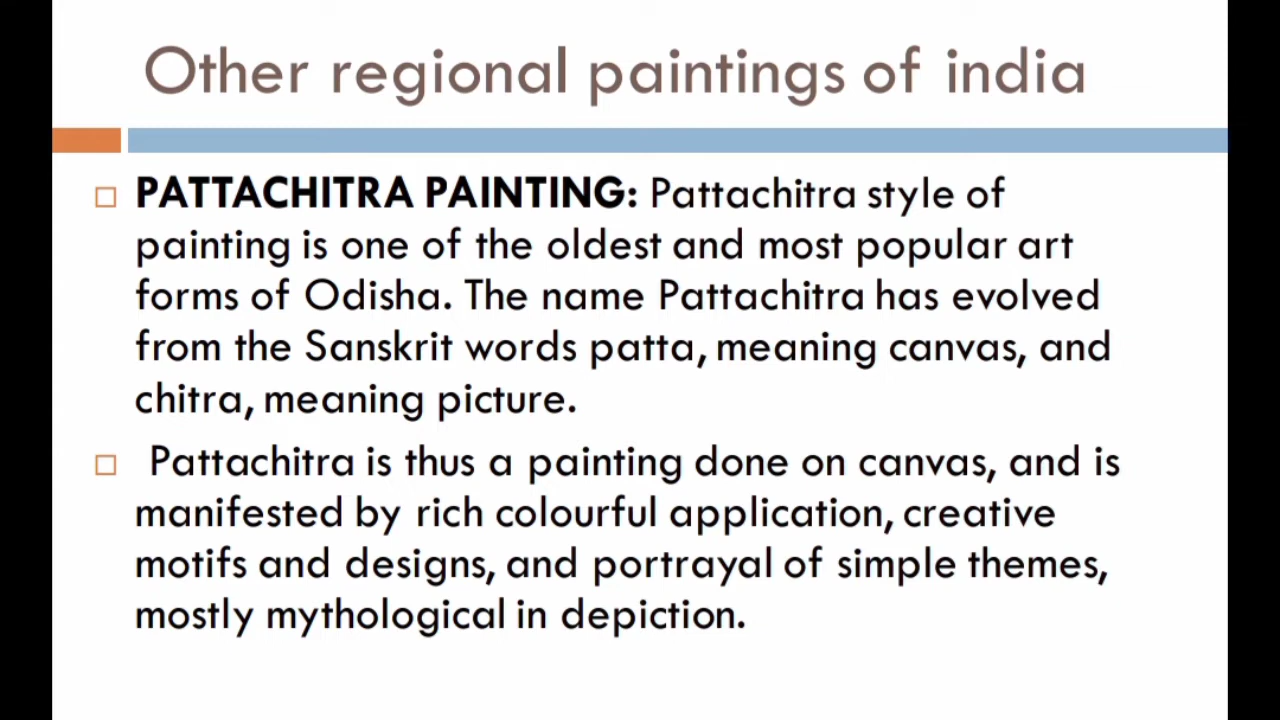 Other regional paintings of india
PATTACHITRA PAINTING: Pattachitra style of
painting is one of the oldest and most popular art
forms of Odisha. The name Pattachitra has evolved
from the Sanskrit words patta, meaning canvas, and
chitra, meaning picture.
Pattachitra is thus a painting done on canvas, and is
manifested by rich colourful application, creative
motifs and designs, and portrayal of simple themes,
mostly mythological in depiction.